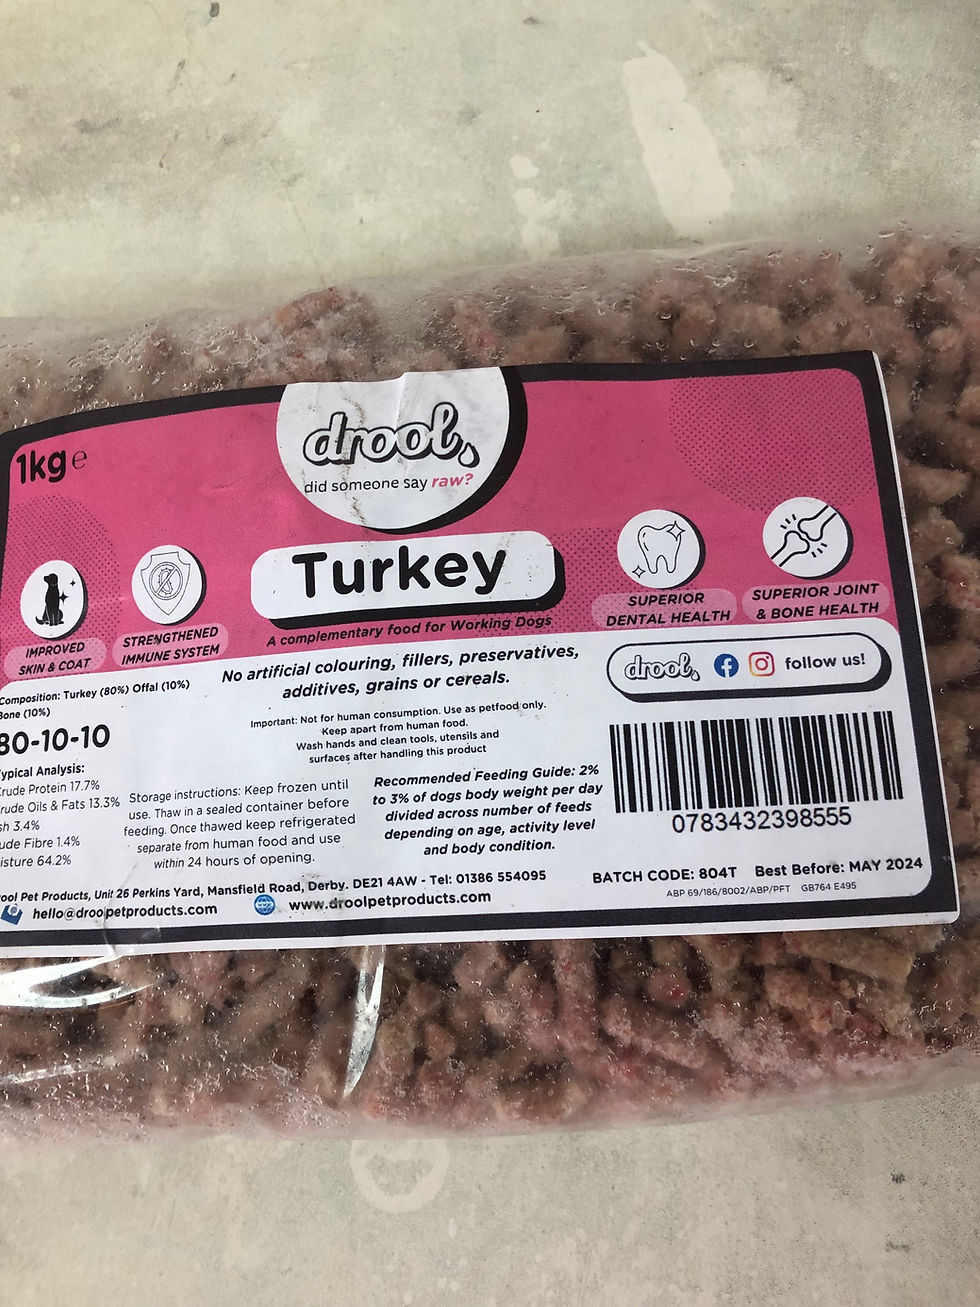 1kg e
drool
did someone say raw?
Turkey
A complementary food for Working Dogs
IMPROVED
SKIN & COAT
STRENGTHENED
IMMUNE SYSTEM
SUPERIOR
DENTAL HEALTH
SUPERIOR JOINT
& BONE HEALTH
Composition: Turkey (80%) Offal (10%)
Bone (10%)
80-10-10
Typical Analysis:
Crude Protein 17.7%
Crude Oils & Fats 13.3%
sh 3.4%
ude Fibre 1.4%
isture 64.2%
No artificial colouring, fillers, preservatives,
additives, grains or cereals.
Important: Not for human consumption. Use as petfood only.
Keep apart from human food.
Wash hands and clean tools, utensils and
surfaces after handling this product
Storage instructions: Keep frozen until
use. Thaw in a sealed container before
feeding. Once thawed keep refrigerated
separate from human food and use
within 24 hours of opening.
Recommended Feeding Guide: 2%
to 3% of dogs body weight per day
divided across number of feeds
depending on age, activity level
and body condition.
drool follow us!
0783432398555
BATCH CODE: 804T Best Before: MAY 2024
ABP 69/186/8002/ABP/PFT GB764 E495
ool Pet Products, Unit 26 Perkins Yard, Mansfield Road, Derby. DE21 4AW - Tel: 01386 554095
hello@droolpetproducts.com www.droolpetproducts.com